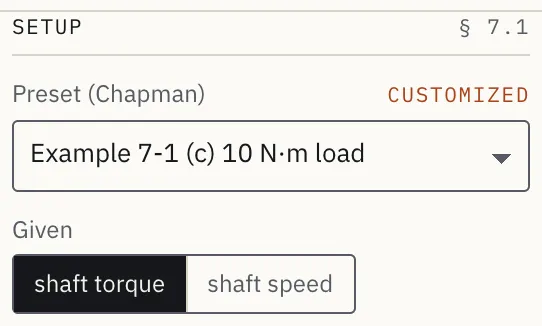 SETUP § 7.1
Preset (Chapman) CUSTOMIZED
Example 7-1 (c) 10 N·m load
Given
shaft torque shaft speed